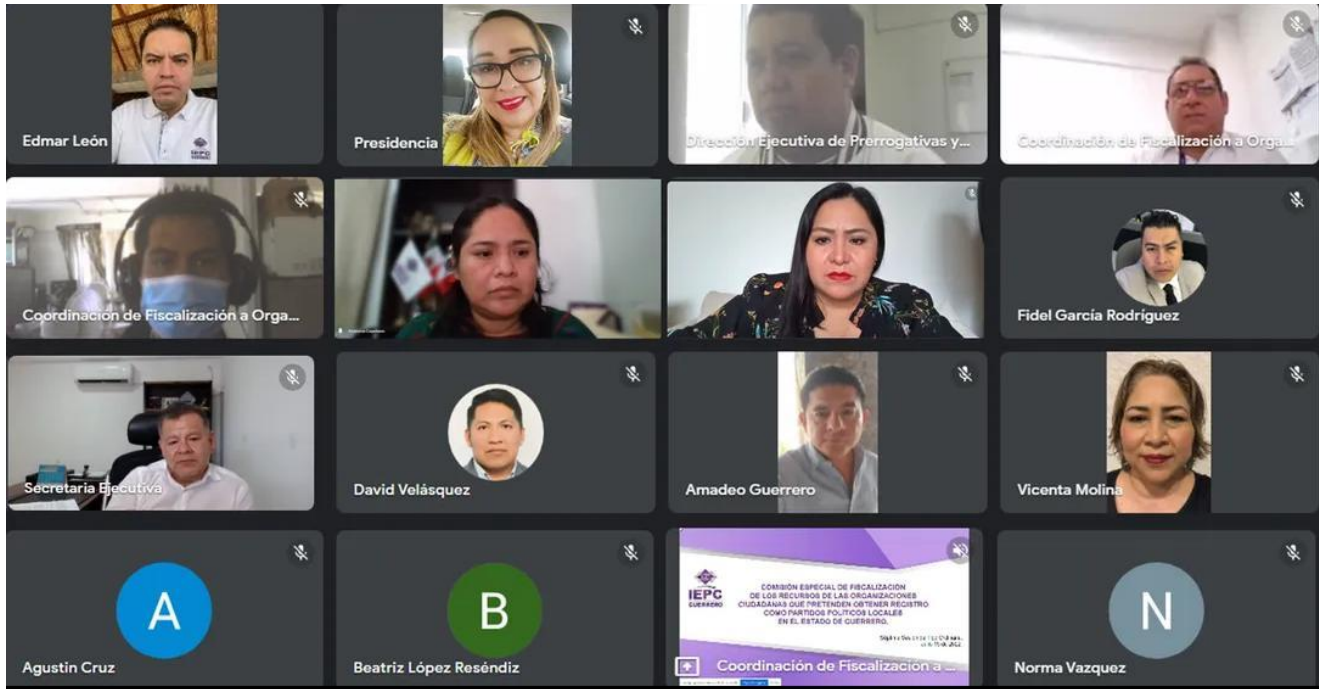 Edmar León
IEPC
Presidencia
Dirección Ejecutiva de Prerrogativas y...
Coordinación de Fiscalización a Orga...
Coordinación de Fiscalización a Orga...
Fidel García Rodríguez
Secretaria Ejecutiva
David Velásquez
Amadeo Guerrero
Vicenta Molina
A
Agustin Cruz
B
Beatriz López Reséndiz
IEPC
GUERRERO
COMISIÓN ESPECIAL DE FISCALIZACIÓN
DE LOS RECURSOS DE LAS ORGANIZACIONES
CIUDADANAS QUE PRETENDEN OBTENER REGISTRO
COMO PARTIDOS POLÍTICOS LOCALES
EN EL ESTADO DE GUERRERO.
Coordinación de Fiscalización a ...
N
Norma Vazquez